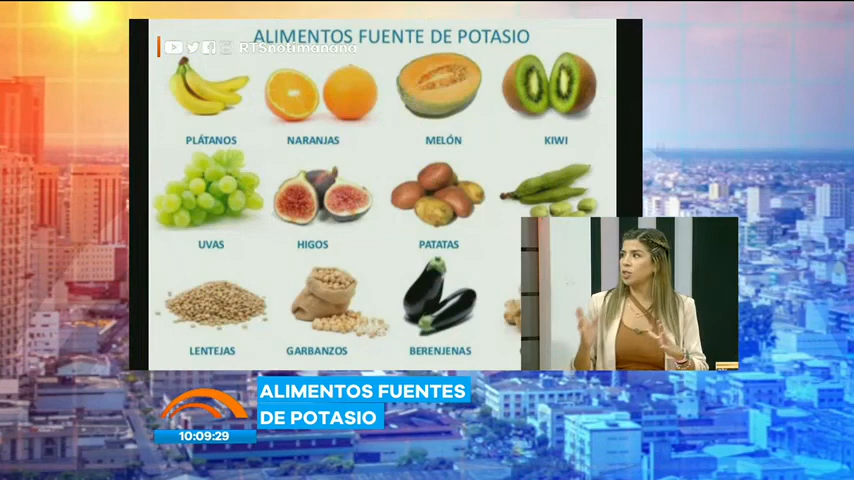 ALIMENTOS FUENTE DE POTASIO
RTSnotimanana
PLÁTANOS NARANJAS MELÓN KIWI
UVAS HIGOS PATATAS
LENTEJAS GARBANZOS BERENJENAS
ALIMENTOS FUENTES
DE POTASIO
10:09:29